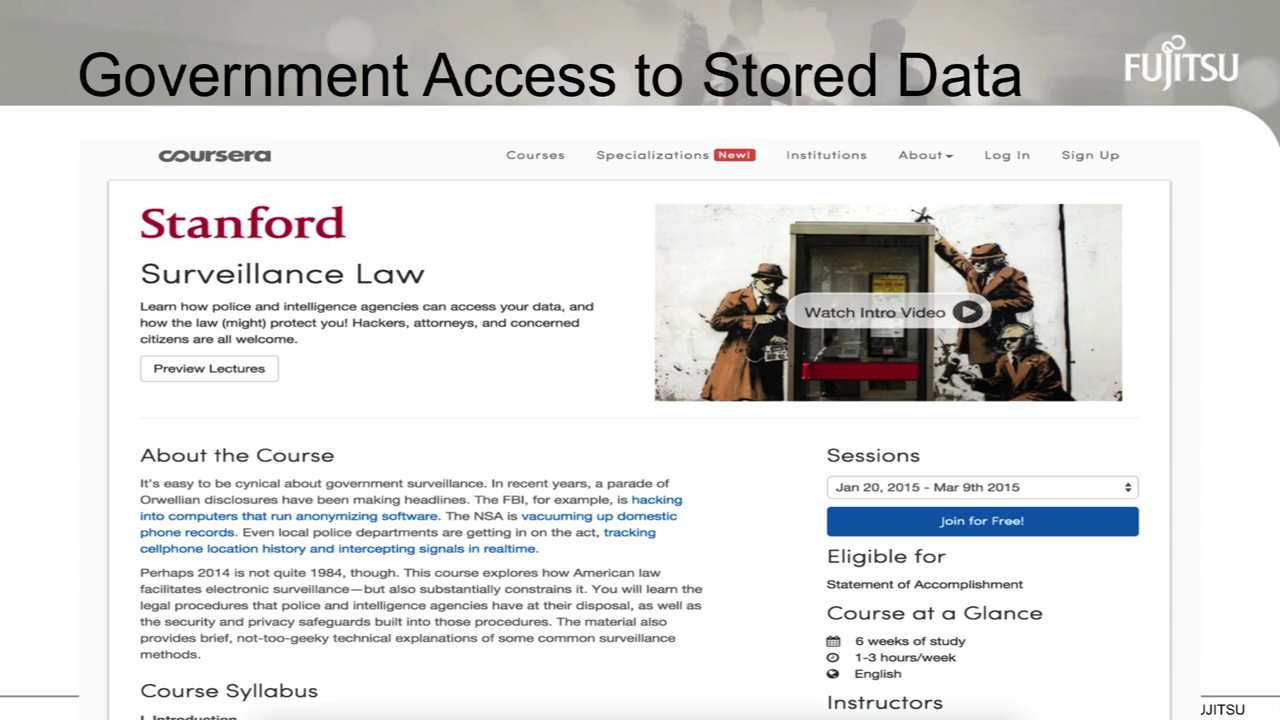 Government Access to Stored Data
FUJITSU
coursera
Courses
Specializations New!
Institutions
About
Log In
Sign Up
Stanford
Surveillance Law
Learn how police and intelligence agencies can access your data, and
how the law (might) protect you! Hackers, attorneys, and concerned
citizens are all welcome.
Preview Lectures
Watch Intro Video
About the Course
It's easy to be cynical about government surveillance. In recent years, a parade of
Orwellian disclosures have been making headlines. The FBI, for example, is hacking
into computers that run anonymizing software. The NSA is vacuuming up domestic
phone records. Even local police departments are getting in on the act, tracking
cellphone location history and intercepting signals in realtime.
Perhaps 2014 is not quite 1984, though. This course explores how American law
facilitates electronic surveillance—but also substantially constrains it. You will learn the
legal procedures that police and intelligence agencies have at their disposal, as well as
the security and privacy safeguards built into those procedures. The material also
provides brief, not-too-geeky technical explanations of some common surveillance
methods.
Course Syllabus
I. Introduction
Sessions
Jan 20, 2015 - Mar 9th 2015
Join for Free!
Eligible for
Statement of Accomplishment
Course at a Glance
6 weeks of study
1-3 hours/week
English
Instructors
JJITSU